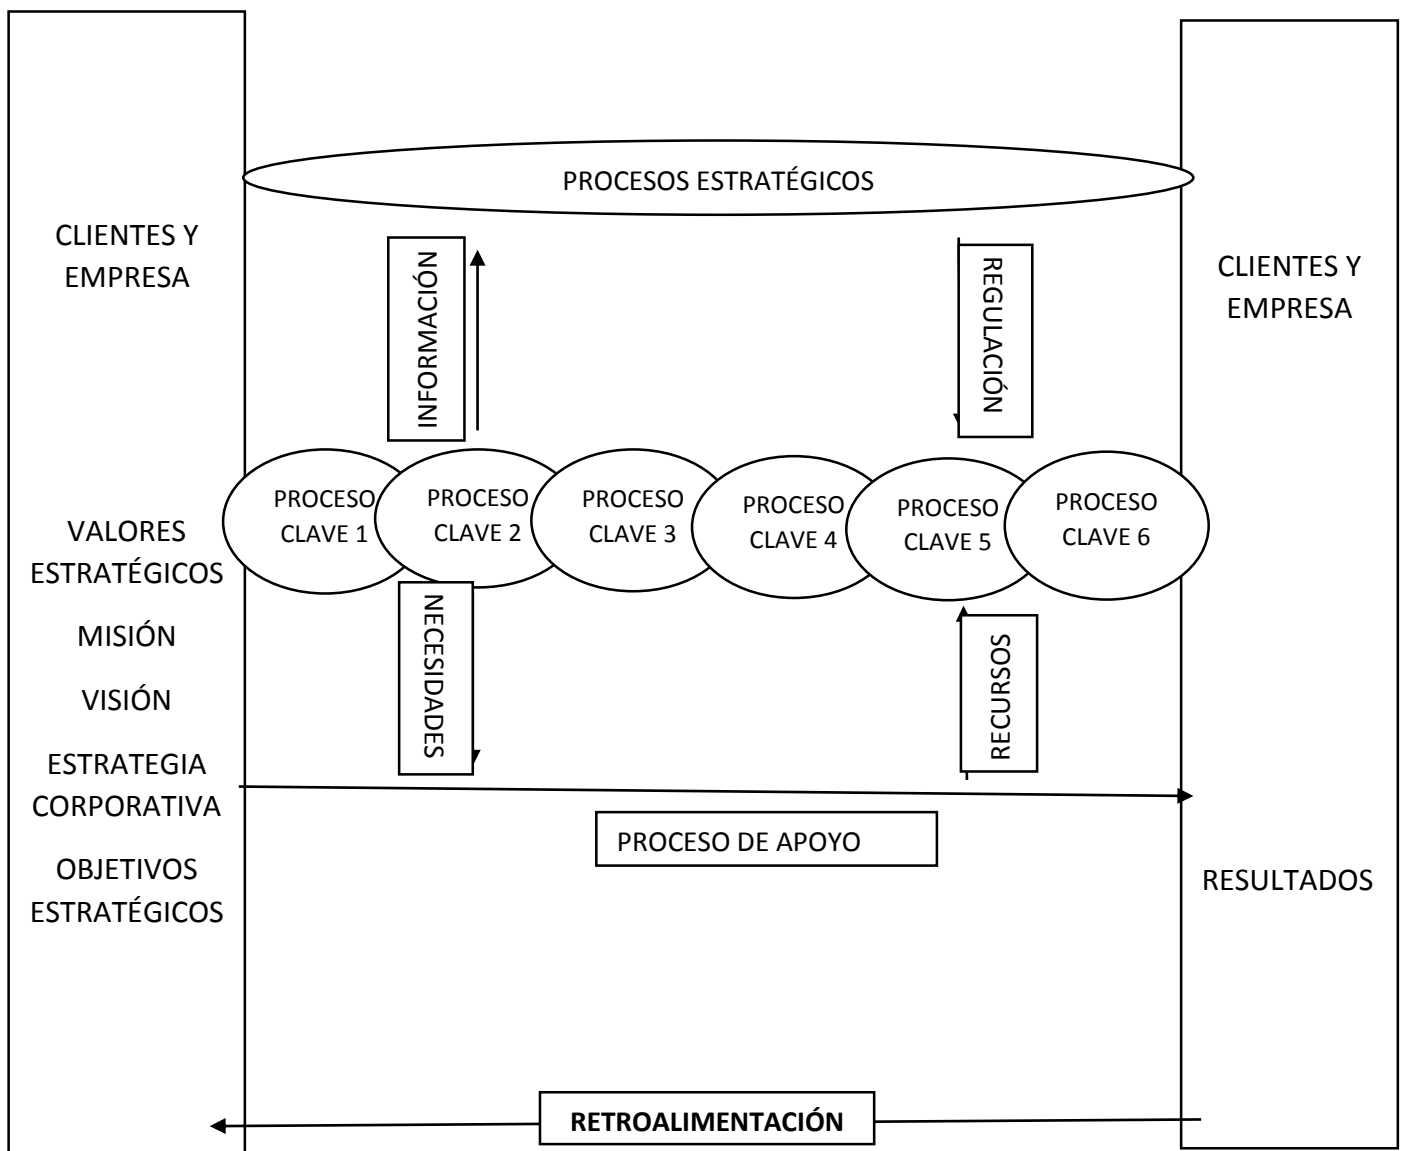 PROCESOS ESTRATÉGICOS
CLIENTES Y
EMPRESA
INFORMACIÓN
REGULACIÓN
CLIENTES Y
EMPRESA
PROCESO
CLAVE 1
PROCESO
CLAVE 2
PROCESO
CLAVE 3
PROCESO
CLAVE 4
PROCESO
CLAVE 5
PROCESO
CLAVE 6
VALORES
ESTRATÉGICOS
MISIÓN
VISIÓN
ESTRATEGIA
CORPORATIVA
OBJETIVOS
ESTRATÉGICOS
NECESIDADES
RECURSOS
PROCESO DE APOYO
RESULTADOS
RETROALIMENTACIÓN